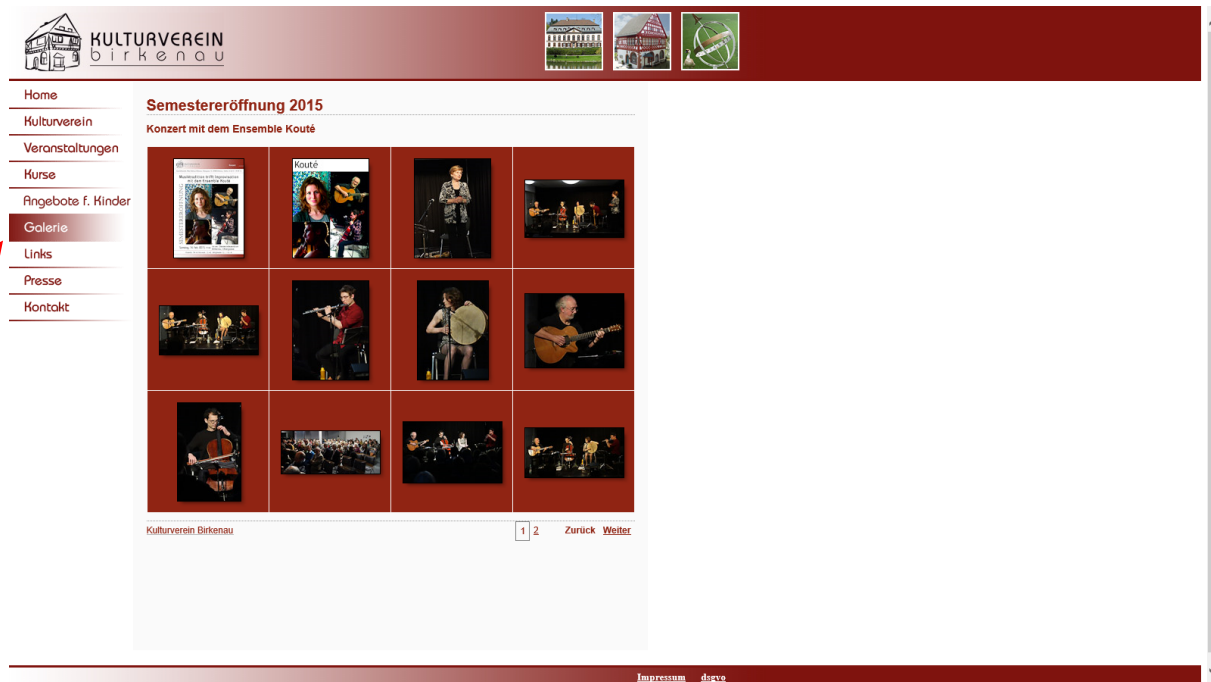 KULTURVEREIN
birkenau
Home
Kulturverein
Veranstaltungen
Kurse
Angebote f. Kinder
Galerie
Links
Presse
Kontakt
Semestereröffnung 2015
Konzert mit dem Ensemble Kouté
Kouté
Kulturverein Birkenau
1 2 Zurück Weiter
Impressum dsgvo